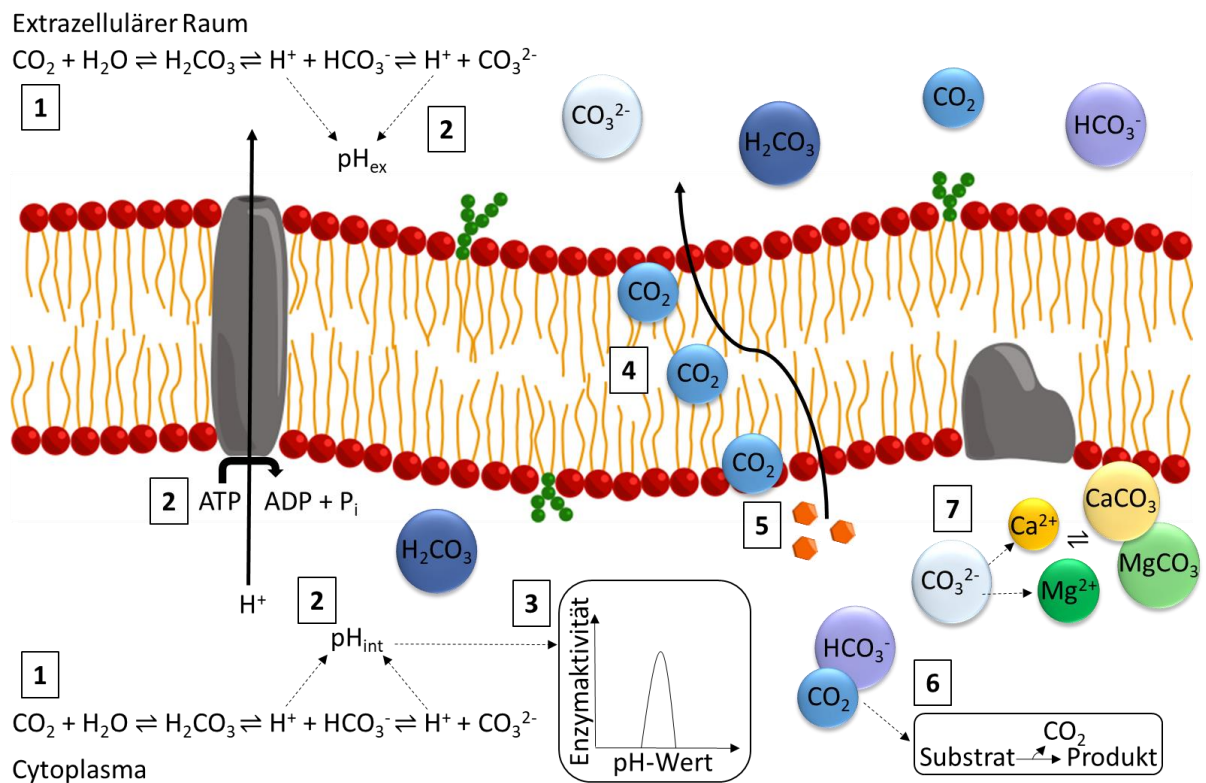 Extrazellulärer Raum
CO₂ + H₂O ⇌ H₂CO₃ ⇌ H⁺ + HCO₃⁻ ⇌ H⁺ + CO₃²⁻
1
2
pHₑₓ
CO₃²⁻
H₂CO₃
CO₂
HCO₃⁻
CO₂
4
CO₂
CO₂
2 ATP ADP + Pᵢ
5
7
Ca²⁺ ⇌ CaCO₃
MgCO₃
CO₃²⁻
Mg²⁺
H₂CO₃
H⁺
2
pHᵢₙₜ
3
Enzymaktivität
pH-Wert
1
CO₂ + H₂O ⇌ H₂CO₃ ⇌ H⁺ + HCO₃⁻ ⇌ H⁺ + CO₃²⁻
Cytoplasma
HCO₃⁻
CO₂
6
CO₂
Substrat → Produkt